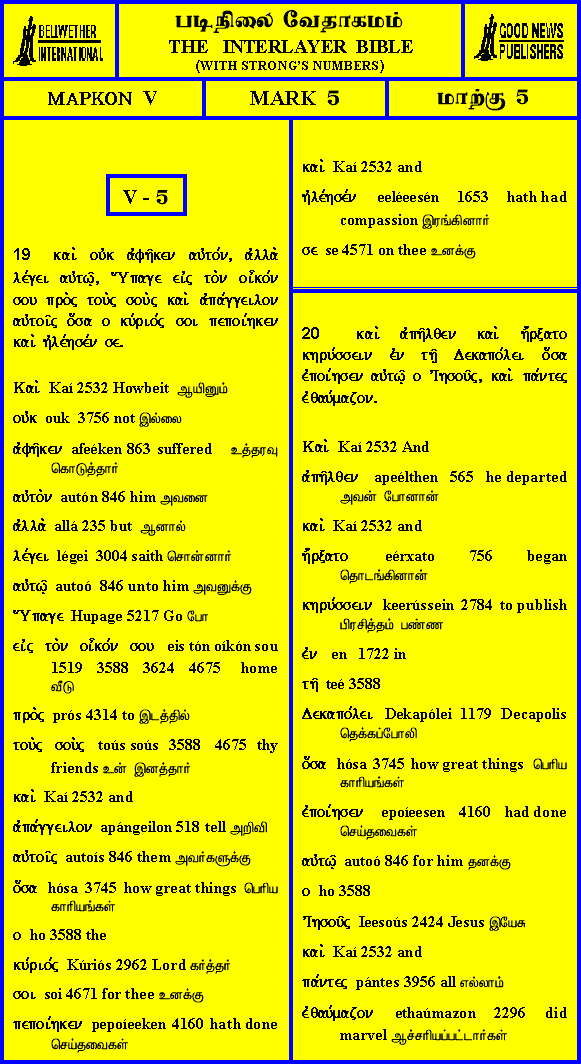 BELLWETHER
INTERNATIONAL
படிநிலை வேதாகமம்
THE INTERLAYER BIBLE
(WITH STRONG'S NUMBERS)
GOOD NEWS
PUBLISHERS
ΜΑΡΚΟΝ V
MARK 5
மாற்கு 5
V - 5
19 καὶ οὐκ ἀφῆκεν αὐτόν, ἀλλὰ
λέγει αὐτῷ, Ὕπαγε εἰς τὸν οἶκόν
σου πρὸς τοὺς σοὺς καὶ ἀπάγγειλον
αὐτοῖς ὅσα ο κύριός σοι πεποίηκεν
καὶ ἠλέησέν σε.
Καὶ Kaí 2532 Howbeit ஆயினும்
οὐκ ouk 3756 not இல்லை
ἀφῆκεν afeéken 863 suffered உத்தரவு
கொடுத்தார்
αὐτὸν autón 846 him அவனை
ἀλλὰ allá 235 but ஆனால்
λέγει légei 3004 saith சொன்னார்
αὐτῷ autoó 846 unto him அவனுக்கு
Ὕπαγε Hupage 5217 Go போ
εἰς τὸν οἶκόν σου eis tón oíkón sou
1519 3588 3624 4675 home
வீடு
πρὸς prós 4314 to இடத்தில்
τοὺς σοὺς toús soús 3588 4675 thy
friends உன் இனத்தார்
καὶ Kaí 2532 and
ἀπάγγειλον apángeilon 518 tell அறிவி
αὐτοῖς autoís 846 them அவர்களுக்கு
ὅσα hósa 3745 how great things பெரிய
காரியங்கள்
ο ho 3588 the
κύριός Kúriós 2962 Lord கர்த்தர்
σοι soi 4671 for thee உனக்கு
πεποίηκεν pepoíeeken 4160 hath done
செய்தவைகள்
καὶ Kaí 2532 and
ἠλέησέν eeléeesén 1653 hath had
compassion இரங்கினார்
σε se 4571 on thee உனக்கு
20 καὶ ἀπῆλθεν καὶ ἤρξατο
κηρύσσειν ἐν τῇ Δεκαπόλει ὅσα
ἐποίησεν αὐτῷ ο Ἰησοῦς, καὶ πάντες
ἐθαύμαζον.
Καὶ Kaí 2532 And
ἀπῆλθεν apeélthen 565 he departed
அவன் போனான்
καὶ Kaí 2532 and
ἤρξατο eérxato 756 began
தொடங்கினான்
κηρύσσειν keerússein 2784 to publish
பிரசித்தம் பண்ண
ἐν en 1722 in
τῇ teé 3588
Δεκαπόλει Dekapólei 1179 Decapolis
தெக்கப்போலி
ὅσα hósa 3745 how great things பெரிய
காரியங்கள்
ἐποίησεν epoíeesen 4160 had done
செய்தவைகள்
αὐτῷ autoó 846 for him தனக்கு
ο ho 3588
Ἰησοῦς Ieesoús 2424 Jesus இயேசு
καὶ Kaí 2532 and
πάντες pántes 3956 all எல்லாம்
ἐθαύμαζον ethaúmazon 2296 did
marvel ஆச்சரியப்பட்டார்கள்